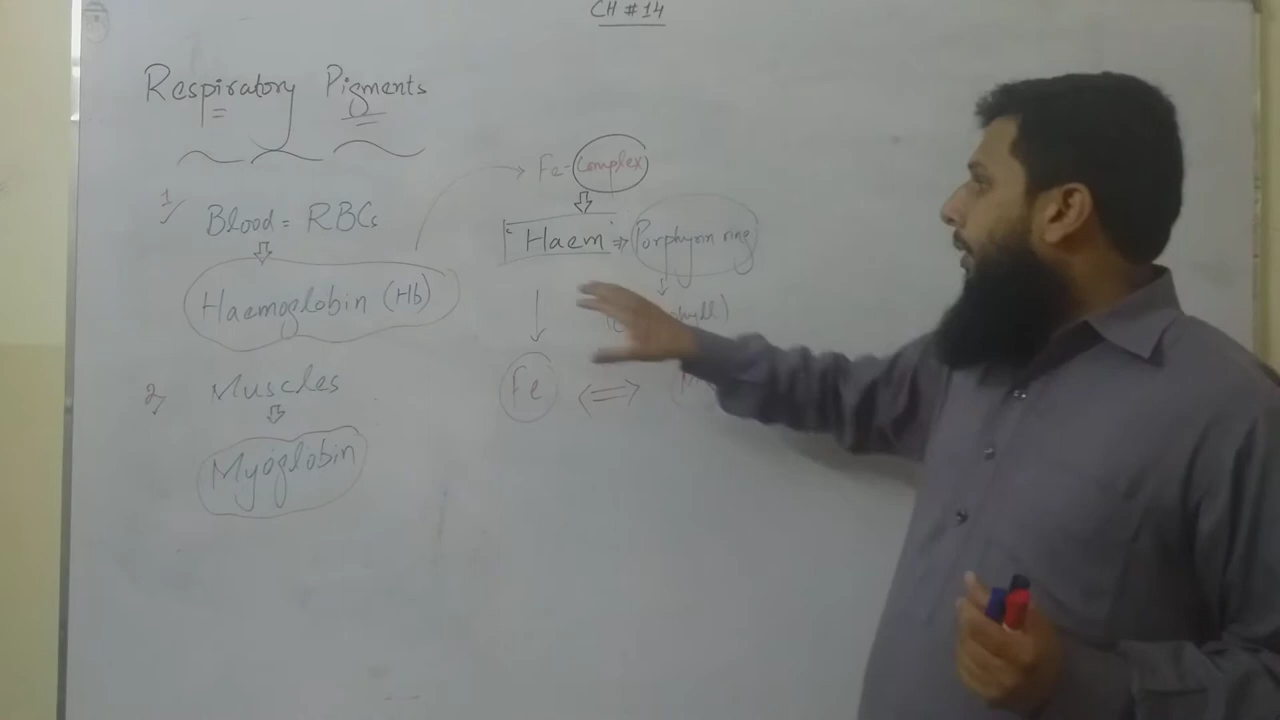 CH # 14
Respiratory Pigments
1
Blood = RBCs
⇩
Haemoglobin (Hb)
2,
Muscles
⇩
Myoglobin
→ Fe-Complex
⇩
"Haem" ⇒ Porphyrin ring
↓
↓
Fe ⇔